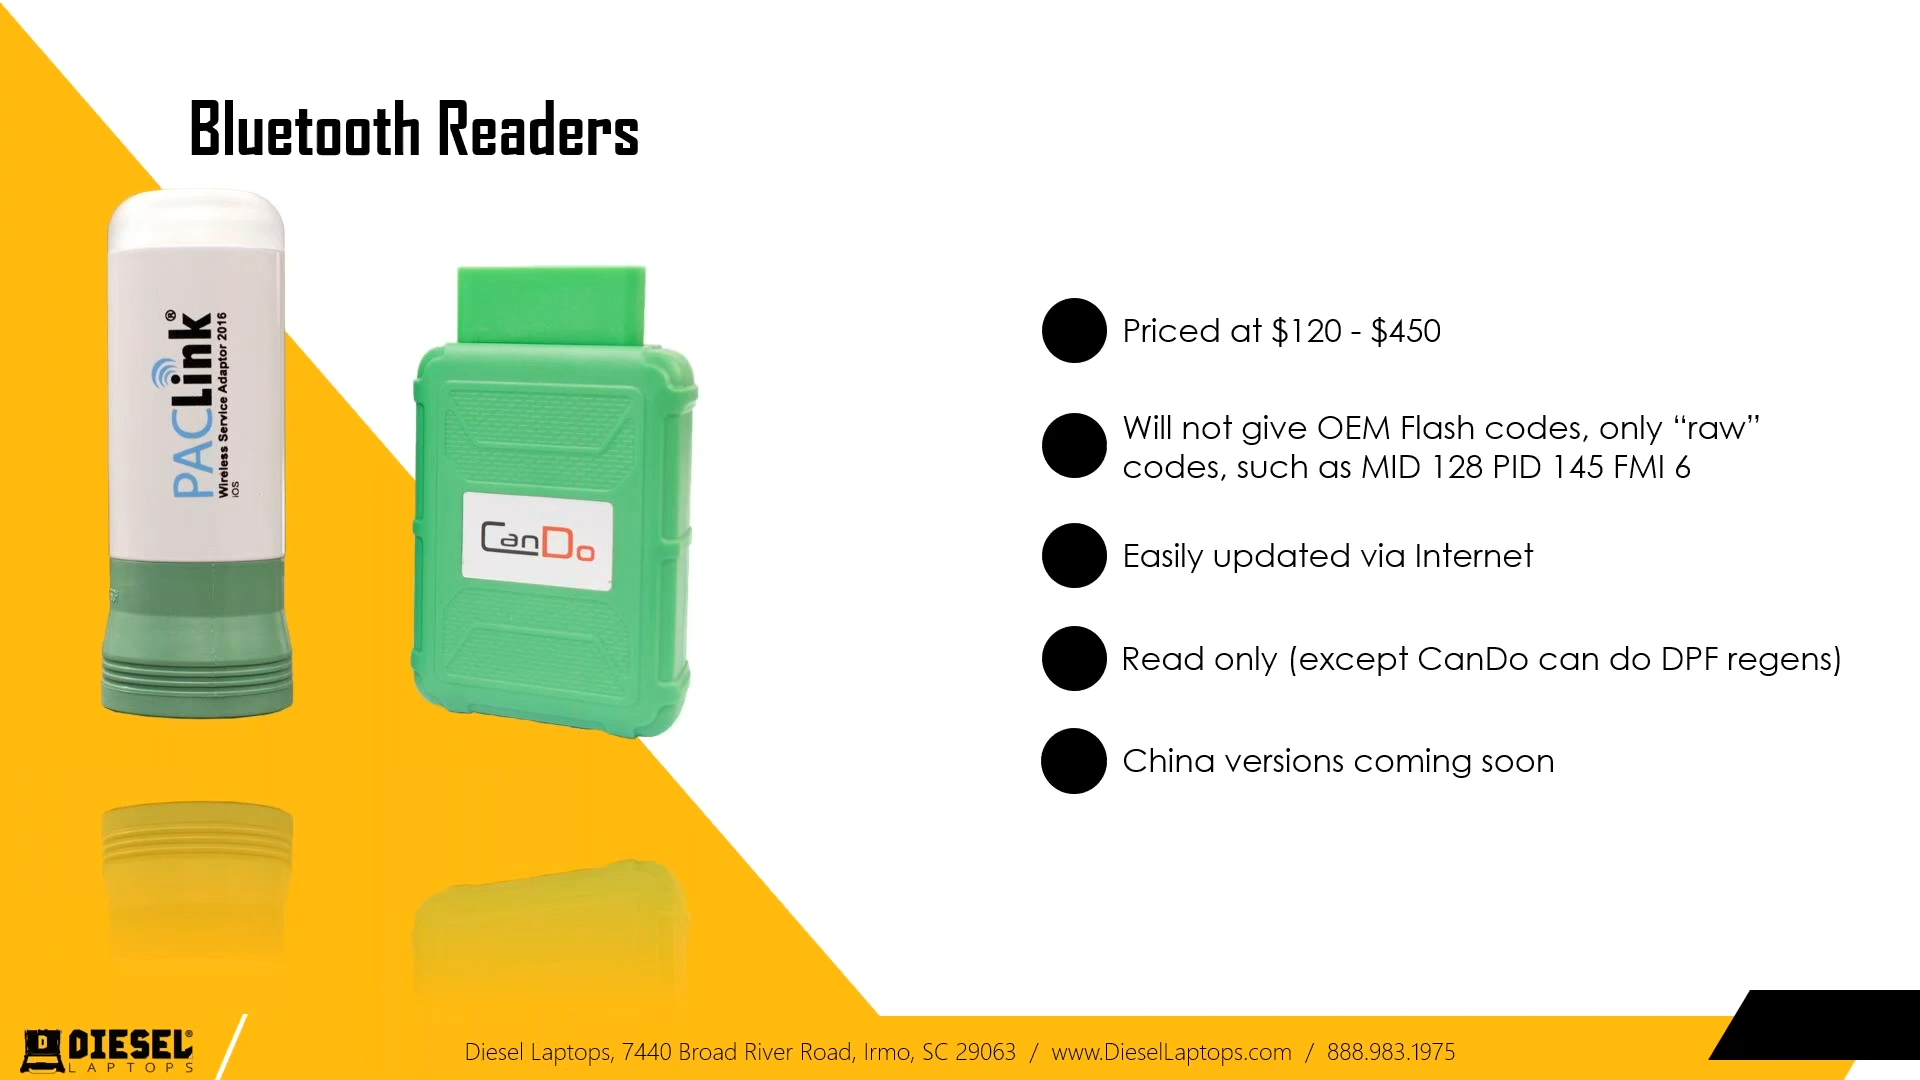 Bluetooth Readers
PACLink®
Wireless Service Adaptor 2016
iOS
CanDo
Priced at $120 - $450
Will not give OEM Flash codes, only “raw”
codes, such as MID 128 PID 145 FMI 6
Easily updated via Internet
Read only (except CanDo can do DPF regens)
China versions coming soon
DIESEL®
LAPTOPS
Diesel Laptops, 7440 Broad River Road, Irmo, SC 29063 / www.DieselLaptops.com / 888.983.1975